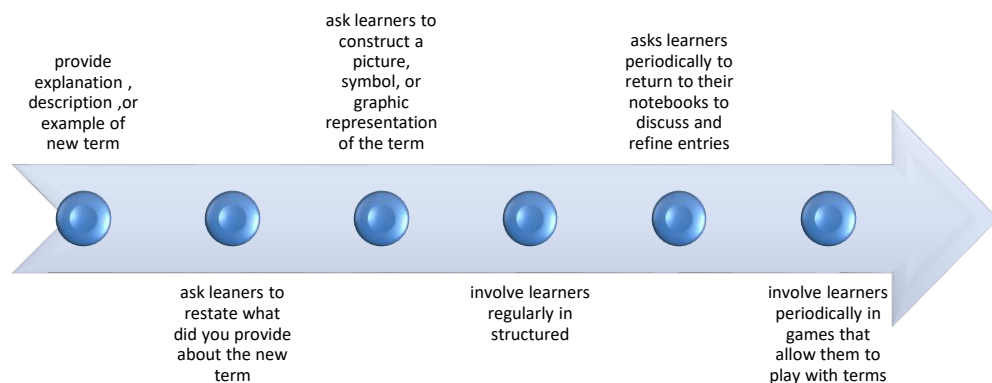 provide
explanation ,
description ,or
example of
new term
ask leaners to
restate what
did you provide
about the new
term
ask learners to
construct a
picture,
symbol, or
graphic
representation
of the term
involve learners
regularly in
structured
asks learners
periodically to
return to their
notebooks to
discuss and
refine entries
involve learners
periodically in
games that
allow them to
play with terms